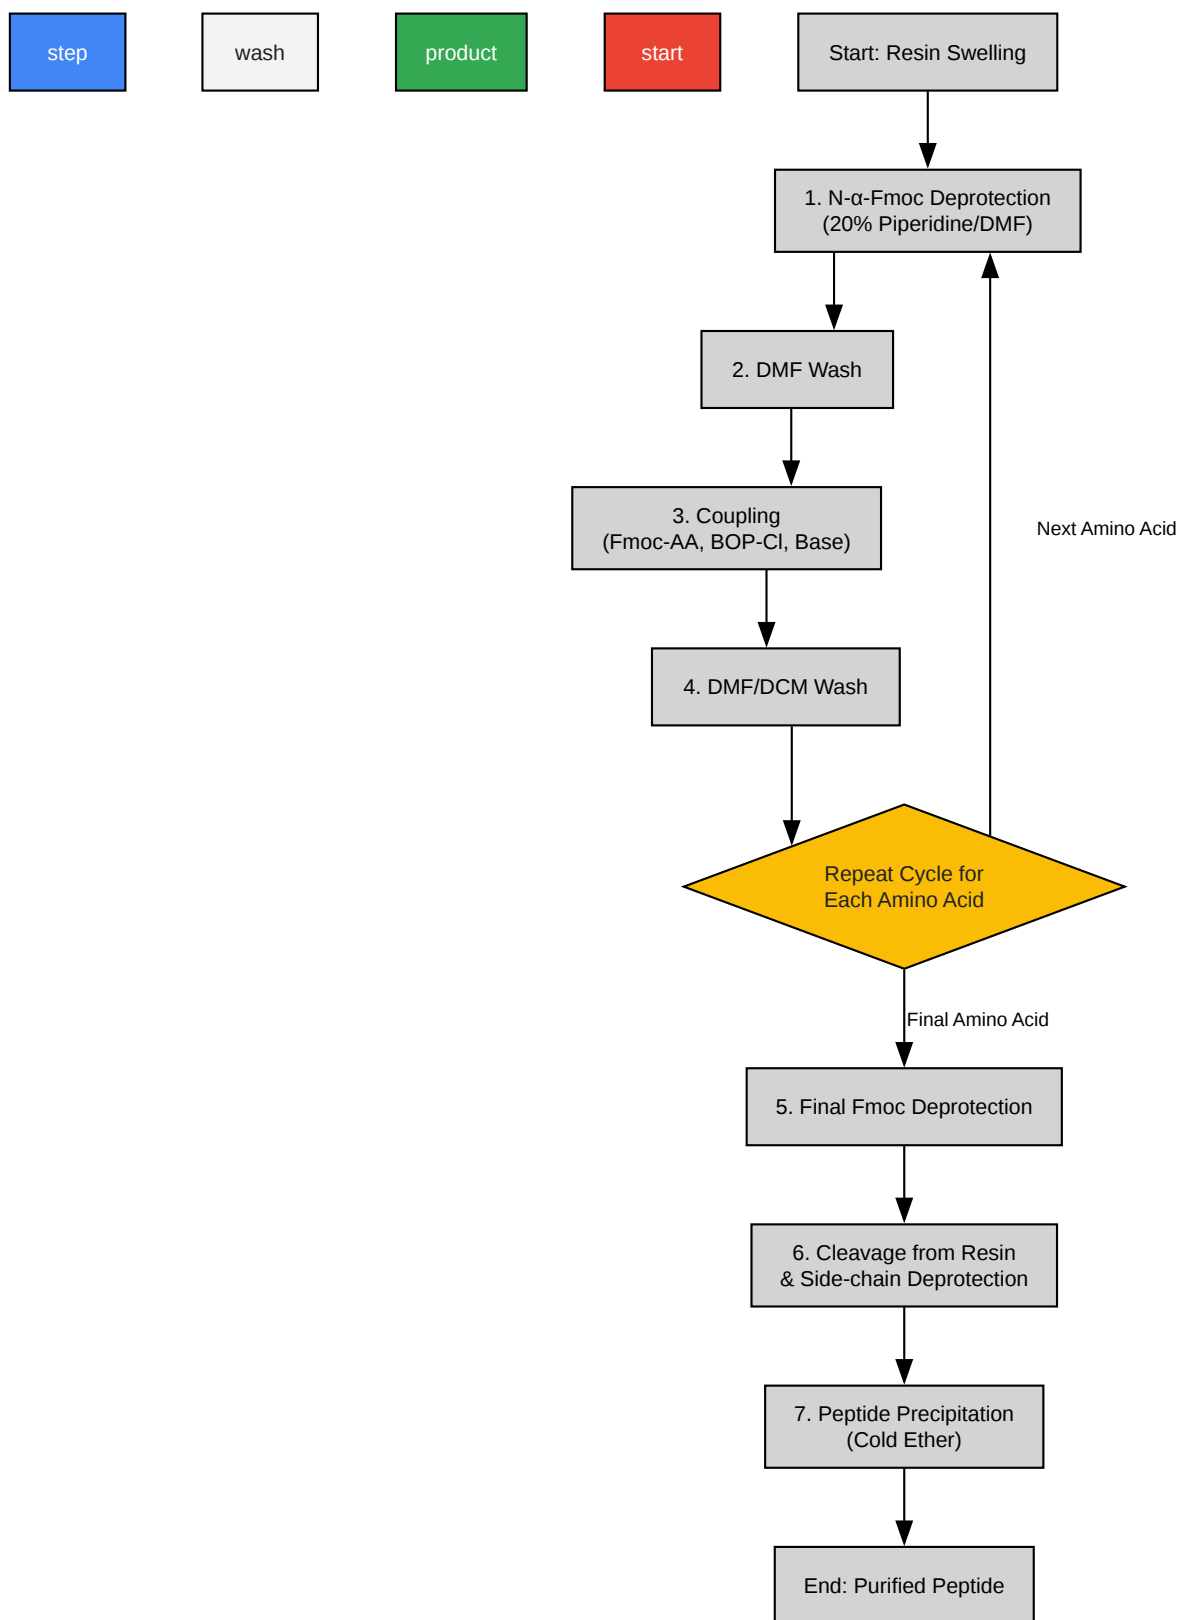 step
wash
product
start
Start: Resin Swelling
1. N-α-Fmoc Deprotection
(20% Piperidine/DMF)
2. DMF Wash
3. Coupling
(Fmoc-AA, BOP-Cl, Base)
Next Amino Acid
4. DMF/DCM Wash
Repeat Cycle for
Each Amino Acid
Final Amino Acid
5. Final Fmoc Deprotection
6. Cleavage from Resin
& Side-chain Deprotection
7. Peptide Precipitation
(Cold Ether)
End: Purified Peptide